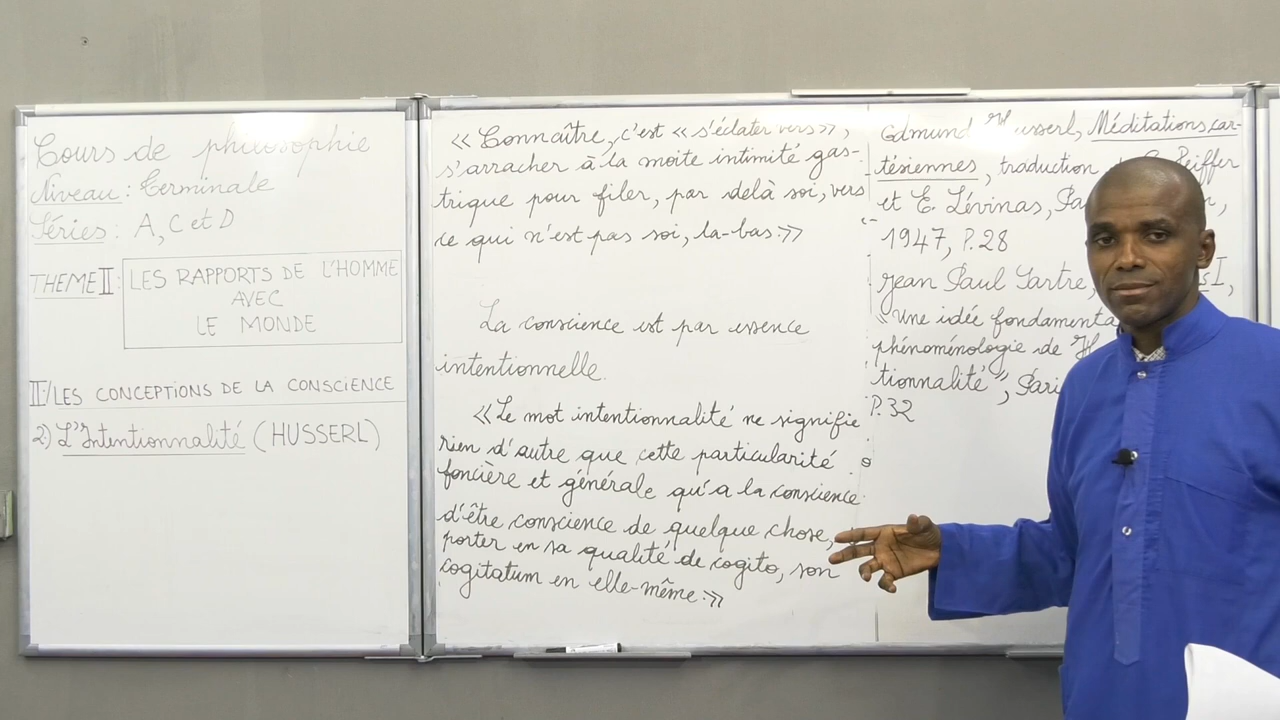 Cours de philosophie
Niveau : Terminale
Séries : A, C et D
THEME II : LES RAPPORTS DE L'HOMME
AVEC
LE MONDE
II-/LES CONCEPTIONS DE LA CONSCIENCE
2) L'Intentionnalité (HUSSERL)
« Connaître, c'est « s'éclater vers »,
s'arracher à la moite intimité gas-
trique pour filer, par delà soi, vers
ce qui n'est pas soi, la-bas.»
La conscience est par essence
intentionnelle.
« Le mot intentionnalité ne signifie
rien d'autre que cette particularité
foncière et générale qu'a la conscience
d'être conscience de quelque chose,
porter en sa qualité de cogito, son
cogitatum en elle-même.»
Edmund Husserl, Méditations car-
tésiennes, traduction Peiffer
et E. Lévinas,
1947, P.28
Jean Paul Sartre, I,
"Une idée fondamenta
phénoménologie de
tionnalité",
P.32